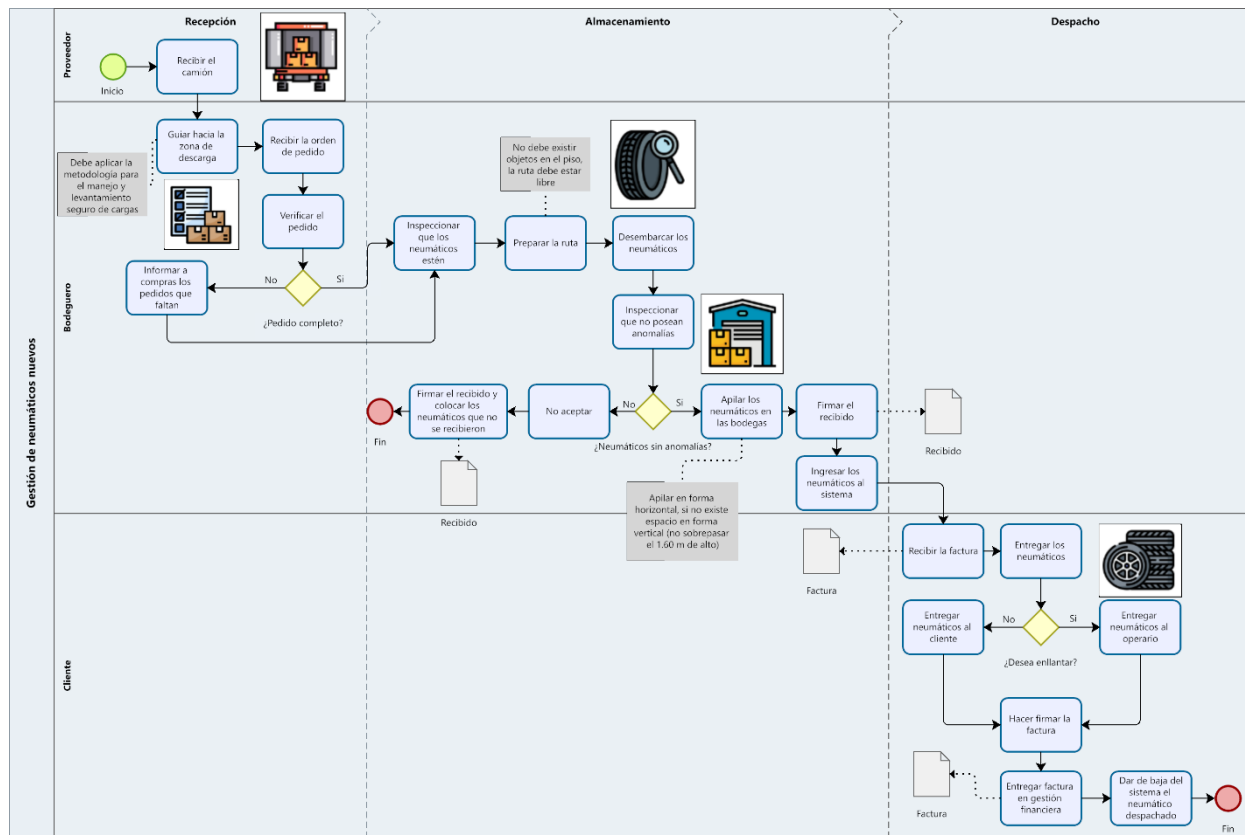 Gestión de neumáticos nuevos
Recepción
Almacenamiento
Despacho
Proveedor
Inicio
Recibir el
camión
Bodeguero
Guiar hacia la
zona de
descarga
Recibir la orden
de pedido
Debe aplicar la
metodología para
el manejo y
levantamiento
seguro de cargas
Verificar el
pedido
No
Si
¿Pedido completo?
Informar a
compras los
pedidos que
faltan
No debe existir
objetos en el piso,
la ruta debe estar
libre
Inspeccionar
que los
neumáticos
estén
Preparar la ruta
Desembarcar los
neumáticos
Inspeccionar
que no posean
anomalías
No
Si
¿Neumáticos sin anomalías?
No aceptar
Firmar el recibido y
colocar los
neumáticos que no
se recibieron
Fin
Recibido
Apilar los
neumáticos en
las bodegas
Firmar el
recibido
Recibido
Ingresar los
neumáticos al
sistema
Apilar en forma
horizontal, si no existe
espacio en forma
vertical (no sobrepasar
el 1.60 m de alto)
Cliente
Recibir la factura
Factura
Entregar los
neumáticos
No
Si
¿Desea enllantar?
Entregar
neumáticos al
cliente
Entregar
neumáticos al
operario
Hacer firmar la
factura
Entregar factura
en gestión
financiera
Factura
Dar de baja del
sistema el
neumático
despachado
Fin